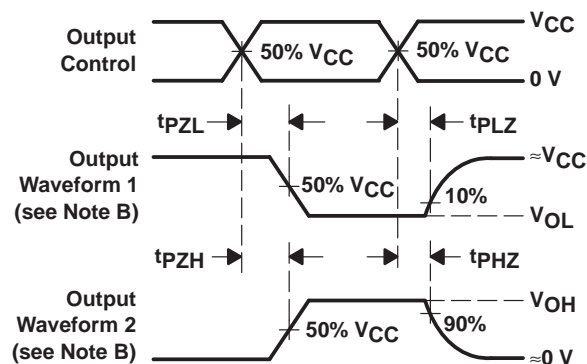 Output
Control
50% VCC
50% VCC
VCC
0 V
tPZL
tPLZ
Output
Waveform 1
(see Note B)
50% VCC
10%
≈VCC
VOL
tPZH
tPHZ
Output
Waveform 2
(see Note B)
50% VCC
90%
VOH
≈0 V